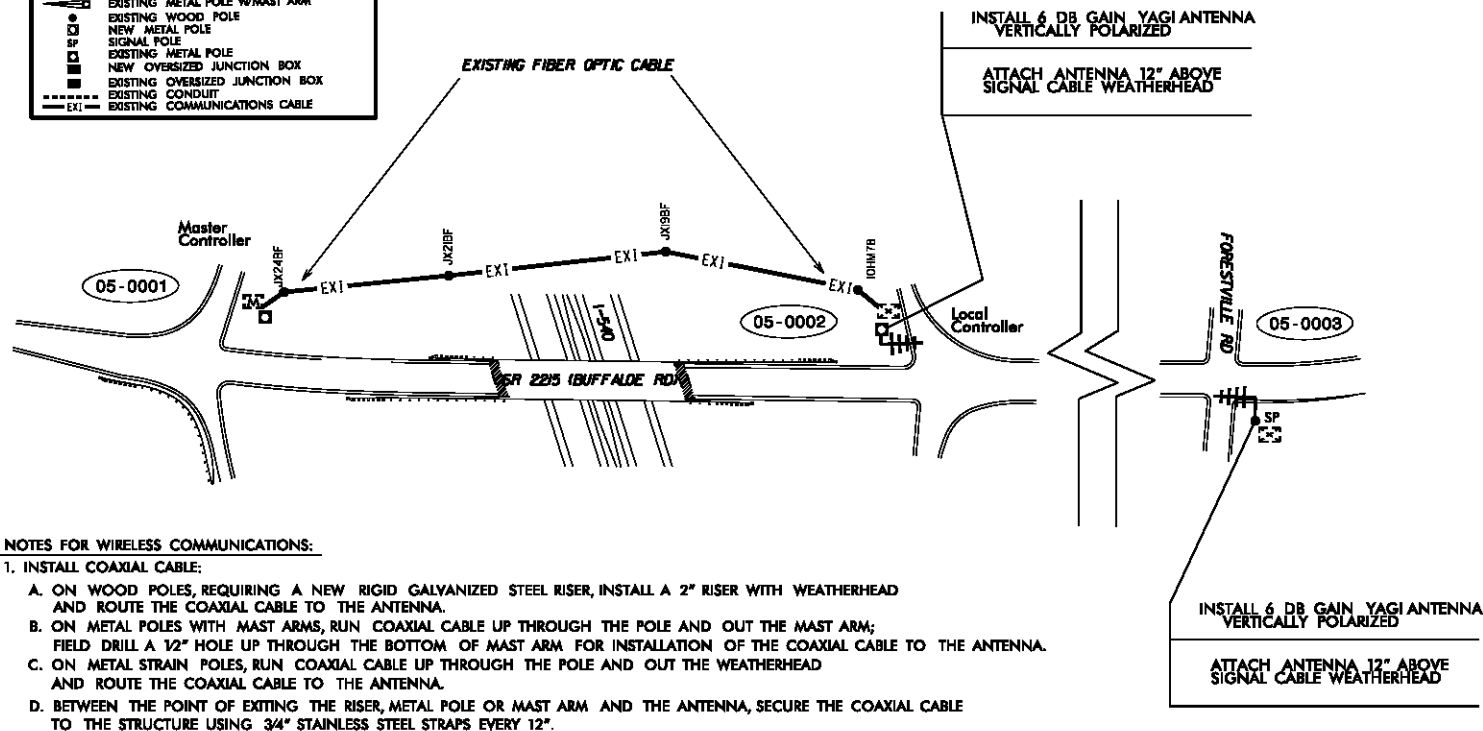 EXISTING METAL POLE W/MAST ARM
EXISTING WOOD POLE
NEW METAL POLE
SP SIGNAL POLE
EXISTING METAL POLE
NEW OVERSIZED JUNCTION BOX
EXISTING OVERSIZED JUNCTION BOX
EXISTING CONDUIT
EXI EXISTING COMMUNICATIONS CABLE
INSTALL 6 DB GAIN YAGI ANTENNA
VERTICALLY POLARIZED
ATTACH ANTENNA 12" ABOVE
SIGNAL CABLE WEATHERHEAD
EXISTING FIBER OPTIC CABLE
Master
Controller
05-0001
JX24BF
JX21BF
JX19BF
10HM7B
EXI
EXI
EXI
EXI
EXI
M
I-540
05-0002
Local
Controller
FORESTVILLE RD
05-0003
SR 2215 (BUFFALOE RD)
SP
NOTES FOR WIRELESS COMMUNICATIONS:
1. INSTALL COAXIAL CABLE:
A. ON WOOD POLES, REQUIRING A NEW RIGID GALVANIZED STEEL RISER, INSTALL A 2" RISER WITH WEATHERHEAD
AND ROUTE THE COAXIAL CABLE TO THE ANTENNA.
B. ON METAL POLES WITH MAST ARMS, RUN COAXIAL CABLE UP THROUGH THE POLE AND OUT THE MAST ARM;
FIELD DRILL A 1/2" HOLE UP THROUGH THE BOTTOM OF MAST ARM FOR INSTALLATION OF THE COAXIAL CABLE TO THE ANTENNA.
C. ON METAL STRAIN POLES, RUN COAXIAL CABLE UP THROUGH THE POLE AND OUT THE WEATHERHEAD
AND ROUTE THE COAXIAL CABLE TO THE ANTENNA.
D. BETWEEN THE POINT OF EXITING THE RISER, METAL POLE OR MAST ARM AND THE ANTENNA, SECURE THE COAXIAL CABLE
TO THE STRUCTURE USING 3/4" STAINLESS STEEL STRAPS EVERY 12".
INSTALL 6 DB GAIN YAGI ANTENNA
VERTICALLY POLARIZED
ATTACH ANTENNA 12" ABOVE
SIGNAL CABLE WEATHERHEAD